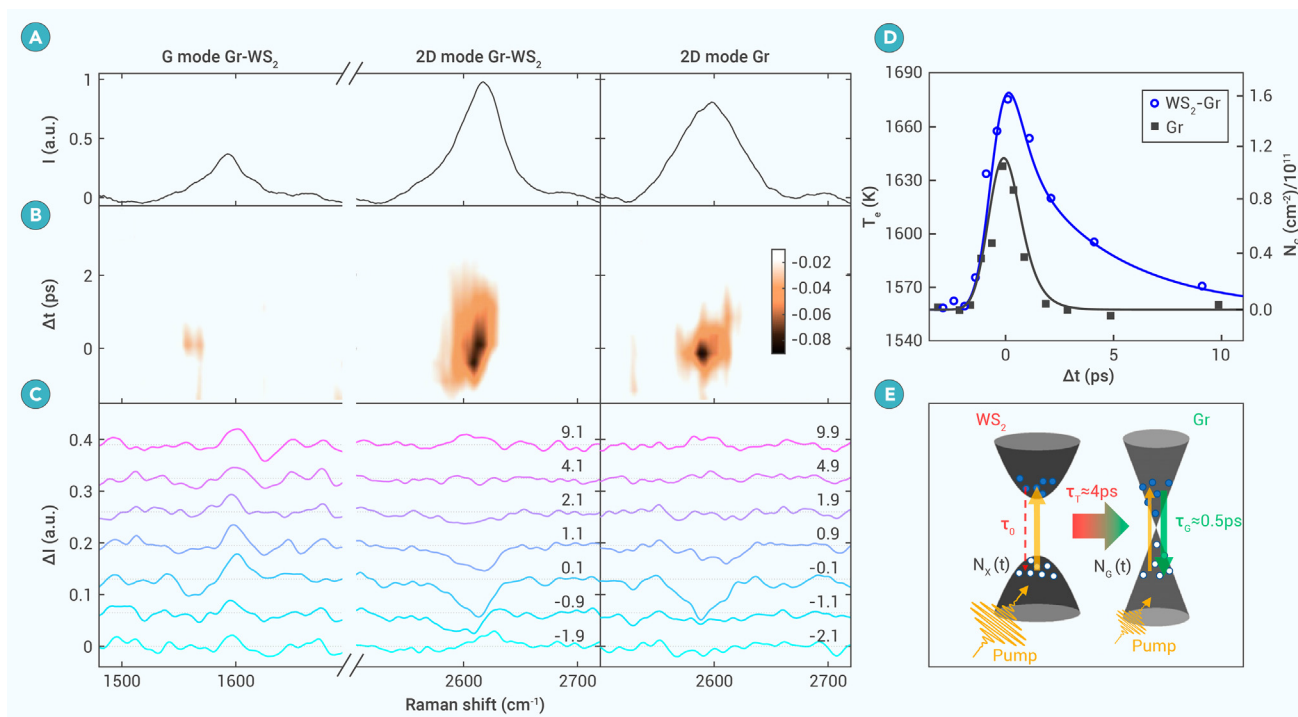 A
G mode Gr-WS2
2D mode Gr-WS2
2D mode Gr
I (a.u.)
1
0.5
0
B
Δt (ps)
2
0
-0.02
-0.04
-0.06
-0.08
C
ΔI (a.u.)
0.4
0.3
0.2
0.1
0
9.1
4.1
2.1
1.1
0.1
-0.9
-1.9
9.9
4.9
1.9
0.9
-0.1
-1.1
-2.1
1500
1600
2600
2700
2600
2700
Raman shift (cm-1)
D
1690
1660
1630
1600
1570
1540
Te (K)
WS2-Gr
Gr
1.6
1.2
0.8
0.4
0.0
Nc (cm-2)/1011
0
5
10
Δt (ps)
E
WS2
Gr
τT≈4ps
τ0
τG≈0.5ps
NX(t)
NG(t)
Pump
Pump